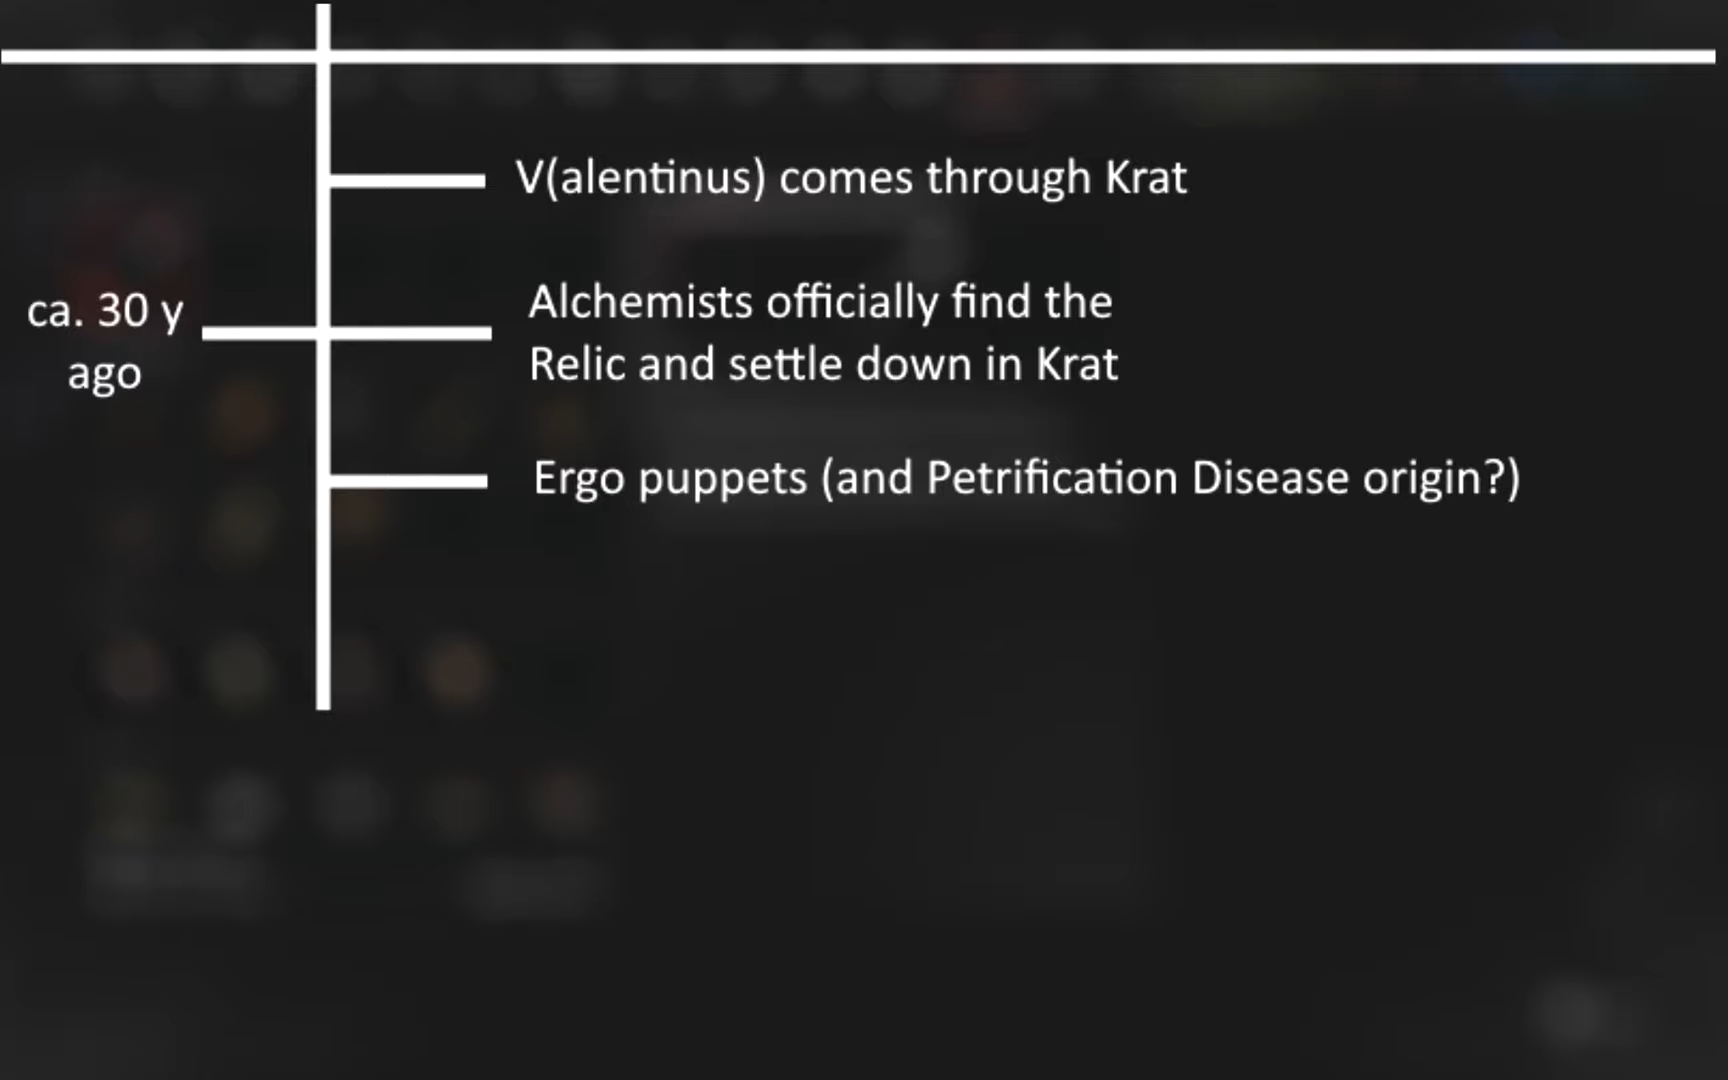 V(alentinus) comes through Krat
ca. 30 y
ago
Alchemists officially find the
Relic and settle down in Krat
Ergo puppets (and Petrification Disease origin?)